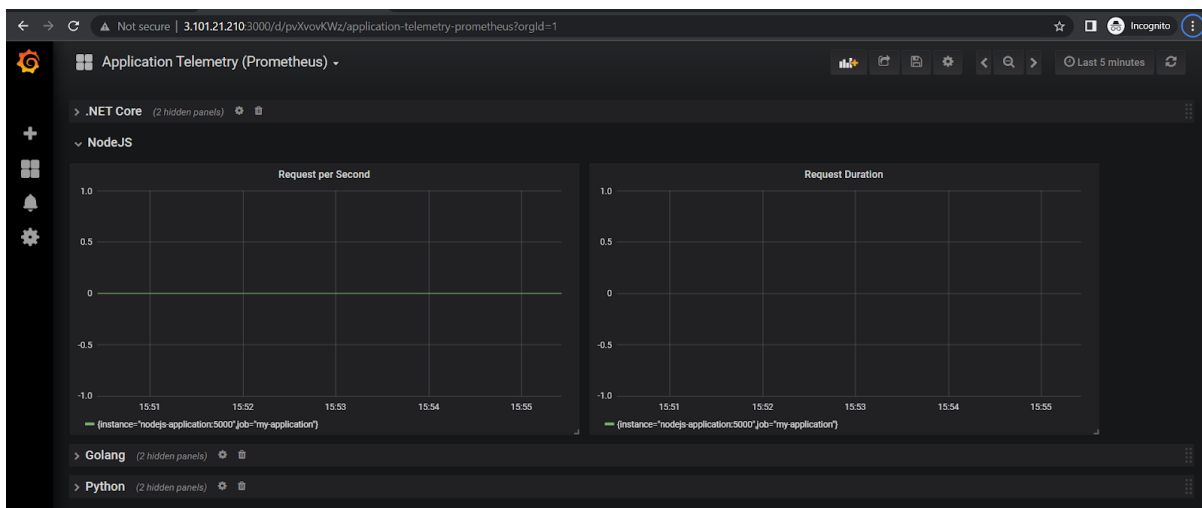 Not secure | 3.101.21.210:3000/d/pvXvovKWz/application-telemetry-prometheus?orgId=1
Incognito
Application Telemetry (Prometheus)
Last 5 minutes
.NET Core (2 hidden panels)
NodeJS
Request per Second
1.0
0.5
0
-0.5
-1.0
15:51 15:52 15:53 15:54 15:55
{instance="nodejs-application:5000",job="my-application"}
Request Duration
1.0
0.5
0
-0.5
-1.0
15:51 15:52 15:53 15:54 15:55
{instance="nodejs-application:5000",job="my-application"}
Golang (2 hidden panels)
Python (2 hidden panels)